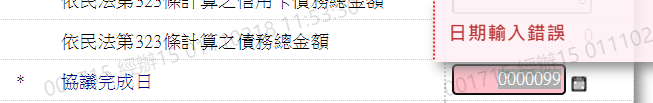 依民法第323條計算之信用卡債務總金額
依民法第323條計算之債務總金額
日期輸入錯誤
* 協議完成日
0000099